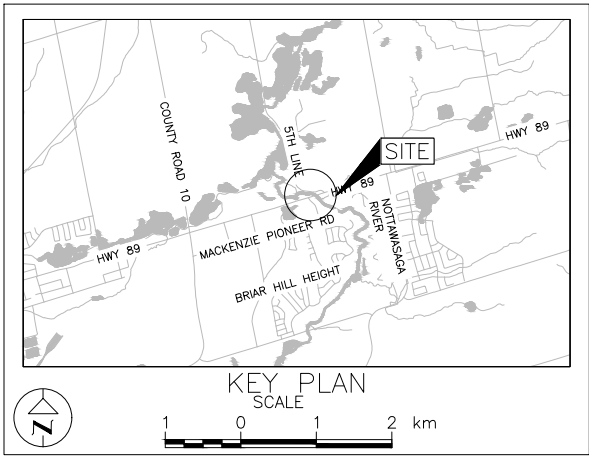 COUNTY ROAD 10
5TH LINE
SITE
HWY 89
HWY 89
NOTTAWASAGA
RIVER
MACKENZIE PIONEER RD
HWY 89
BRIAR HILL HEIGHT
KEY PLAN
SCALE
1 0 1 2 km
N